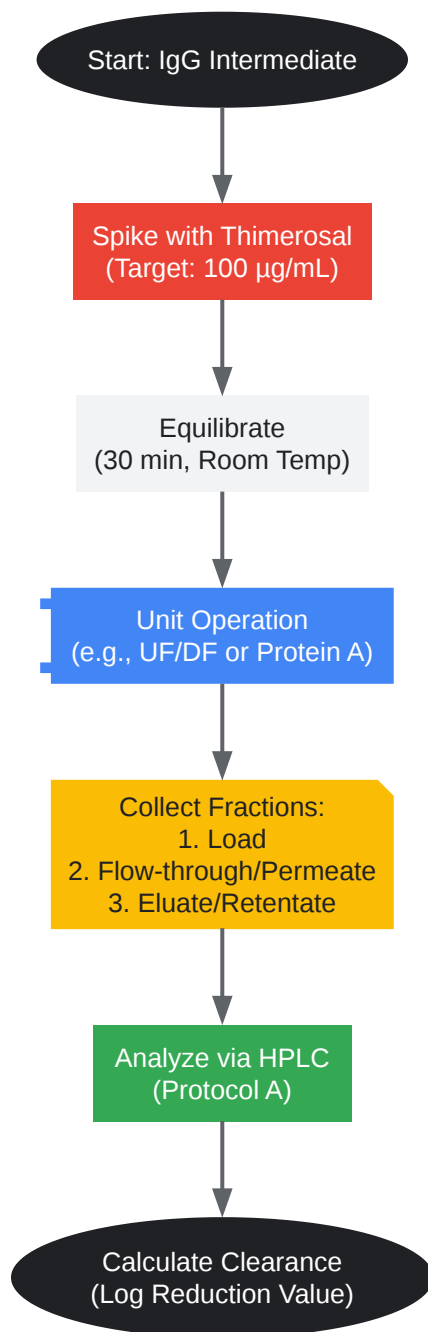 Start: IgG Intermediate
Spike with Thimerosal
(Target: 100 µg/mL)
Equilibrate
(30 min, Room Temp)
Unit Operation
(e.g., UF/DF or Protein A)
Collect Fractions:
1. Load
2. Flow-through/Permeate
3. Eluate/Retentate
Analyze via HPLC
(Protocol A)
Calculate Clearance
(Log Reduction Value)